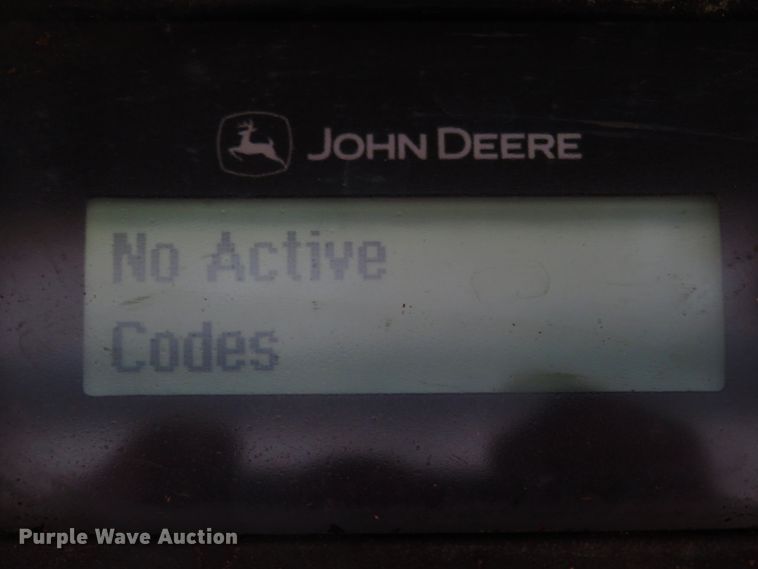 JOHN DEERE
No Active
Codes
Purple Wave Auction